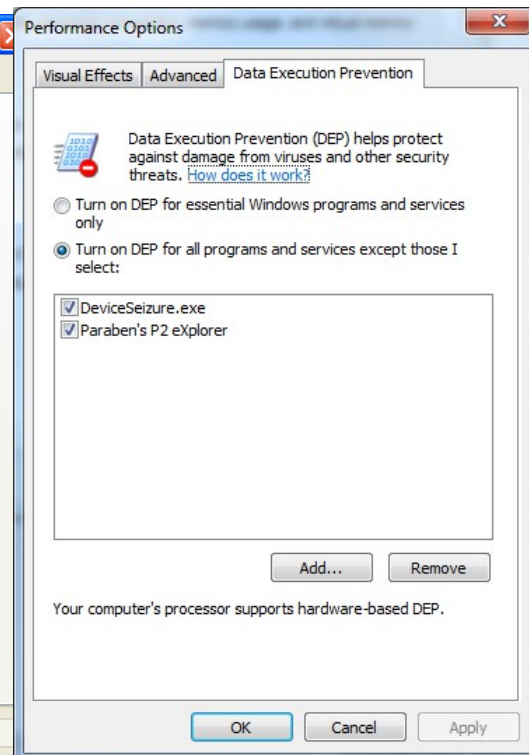 Performance Options
Visual Effects
Advanced
Data Execution Prevention
Data Execution Prevention (DEP) helps protect
against damage from viruses and other security
threats. How does it work?
Turn on DEP for essential Windows programs and services
only
Turn on DEP for all programs and services except those I
select:
DeviceSeizure.exe
Paraben's P2 eXplorer
Add...
Remove
Your computer's processor supports hardware-based DEP.
OK
Cancel
Apply